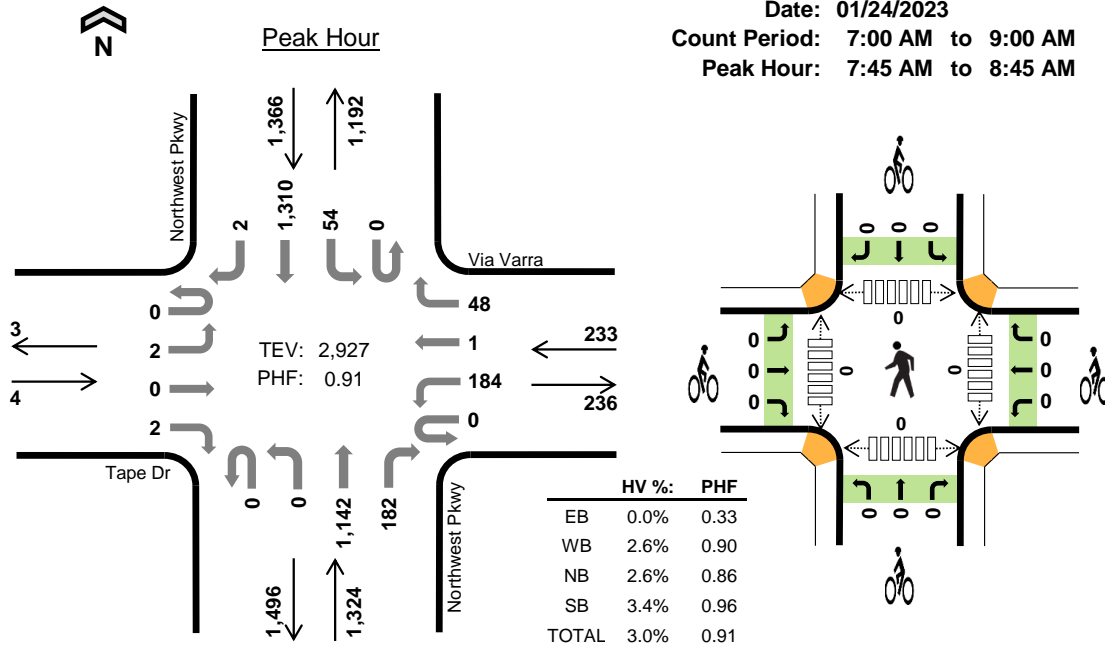 N
Peak Hour
Date: 01/24/2023
Count Period: 7:00 AM to 9:00 AM
Peak Hour: 7:45 AM to 8:45 AM
Northwest Pkwy
1,366
1,192
2
1,310
54
0
Via Varra
0
2
0
2
3
4
TEV: 2,927
PHF: 0.91
48
1
184
0
233
236
Tape Dr
0
0
1,142
182
1,496
1,324
Northwest Pkwy
HV %: PHF
EB 0.0% 0.33
WB 2.6% 0.90
NB 2.6% 0.86
SB 3.4% 0.96
TOTAL 3.0% 0.91
0 0 0
0
0
0
0
0
0
0
0
0
0
0
0 0 0